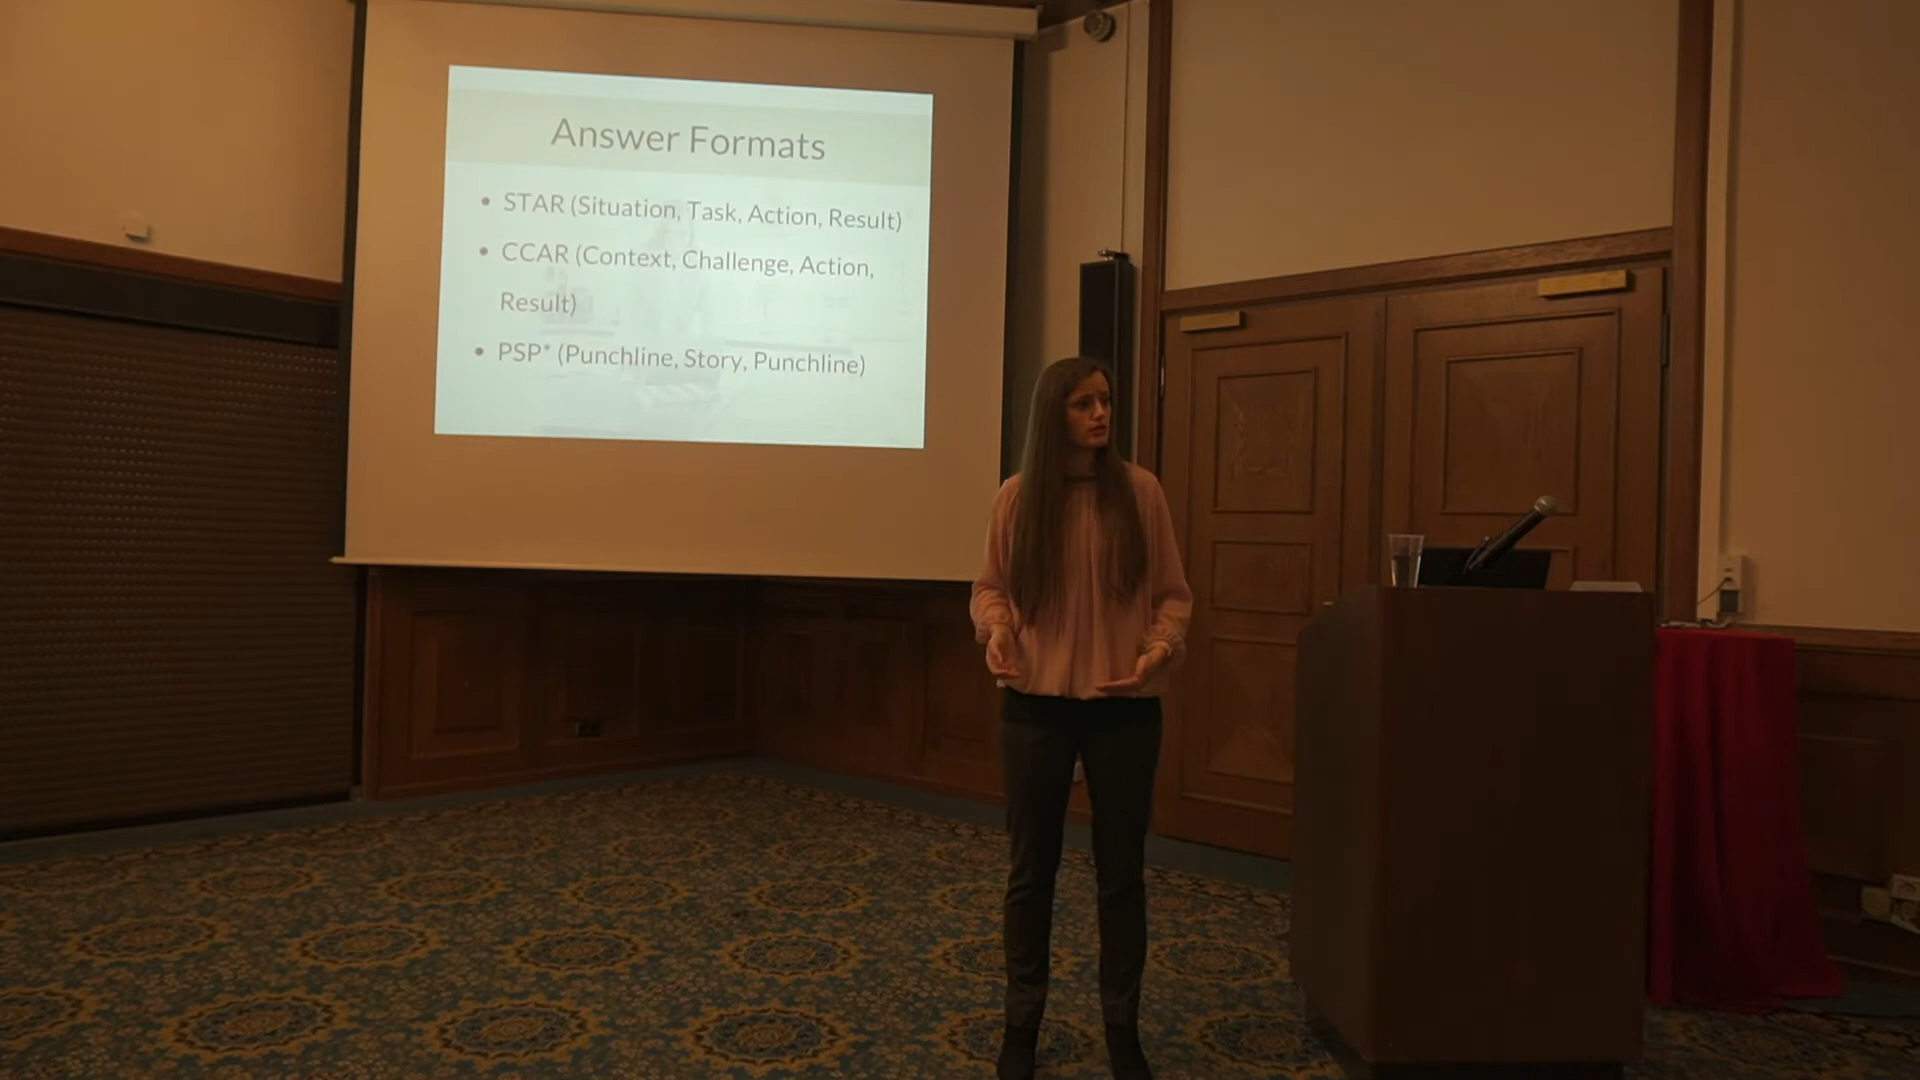 Answer Formats
• STAR (Situation, Task, Action, Result)
• CCAR (Context, Challenge, Action,
Result)
• PSP* (Punchline, Story, Punchline)